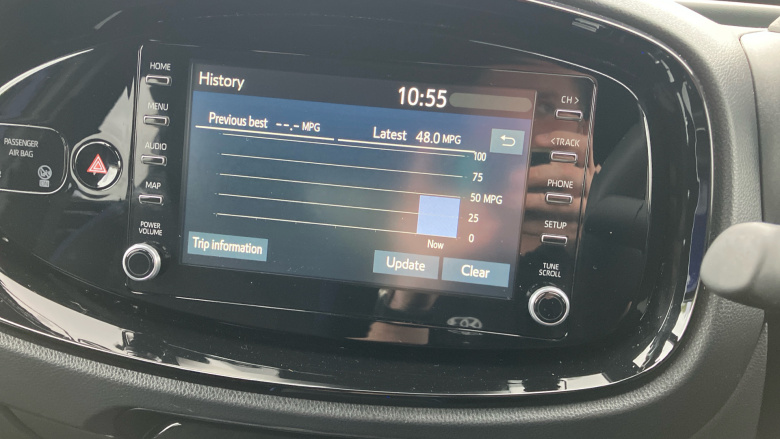 HOME
MENU
AUDIO
MAP
POWER
VOLUME
PASSENGER
AIR BAG
History
10:55
Previous best --.- MPG
Latest 48.0 MPG
100
75
50 MPG
25
0
Now
Trip information
Update
Clear
CH >
< TRACK
PHONE
SETUP
TUNE
SCROLL